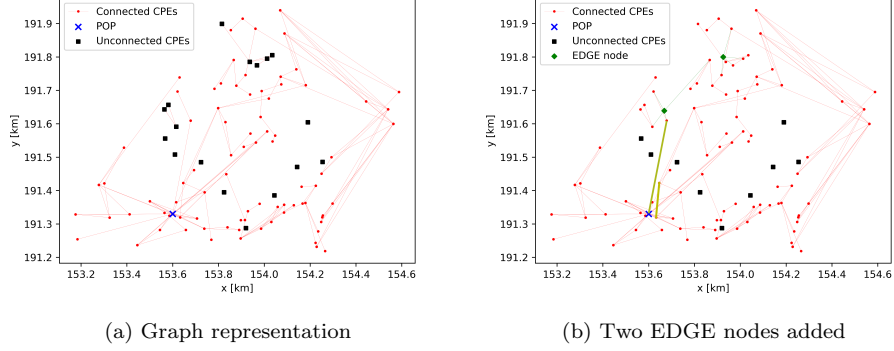 Connected CPEs
POP
Unconnected CPEs
191.9
191.8
191.7
191.6
191.5
191.4
191.3
191.2
y [km]
153.2 153.4 153.6 153.8 154.0 154.2 154.4 154.6
x [km]
(a) Graph representation
Connected CPEs
POP
Unconnected CPEs
EDGE node
191.9
191.8
191.7
191.6
191.5
191.4
191.3
191.2
y [km]
153.2 153.4 153.6 153.8 154.0 154.2 154.4 154.6
x [km]
(b) Two EDGE nodes added